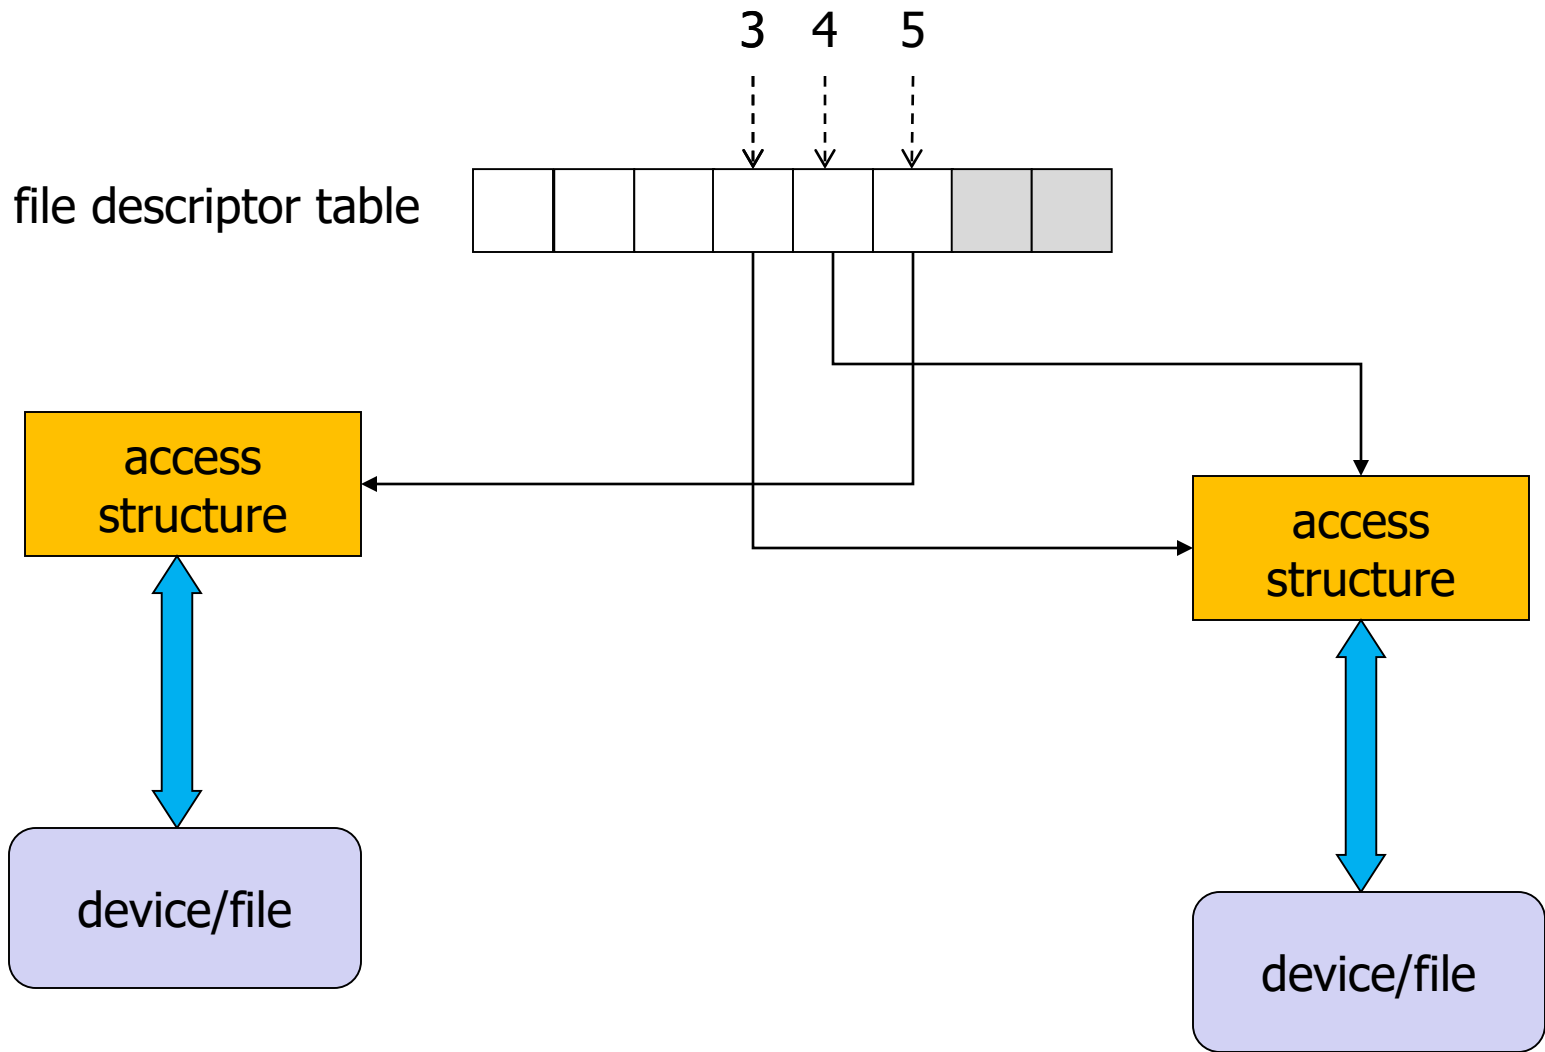 3 4 5
file descriptor table
access
structure
access
structure
device/file
device/file